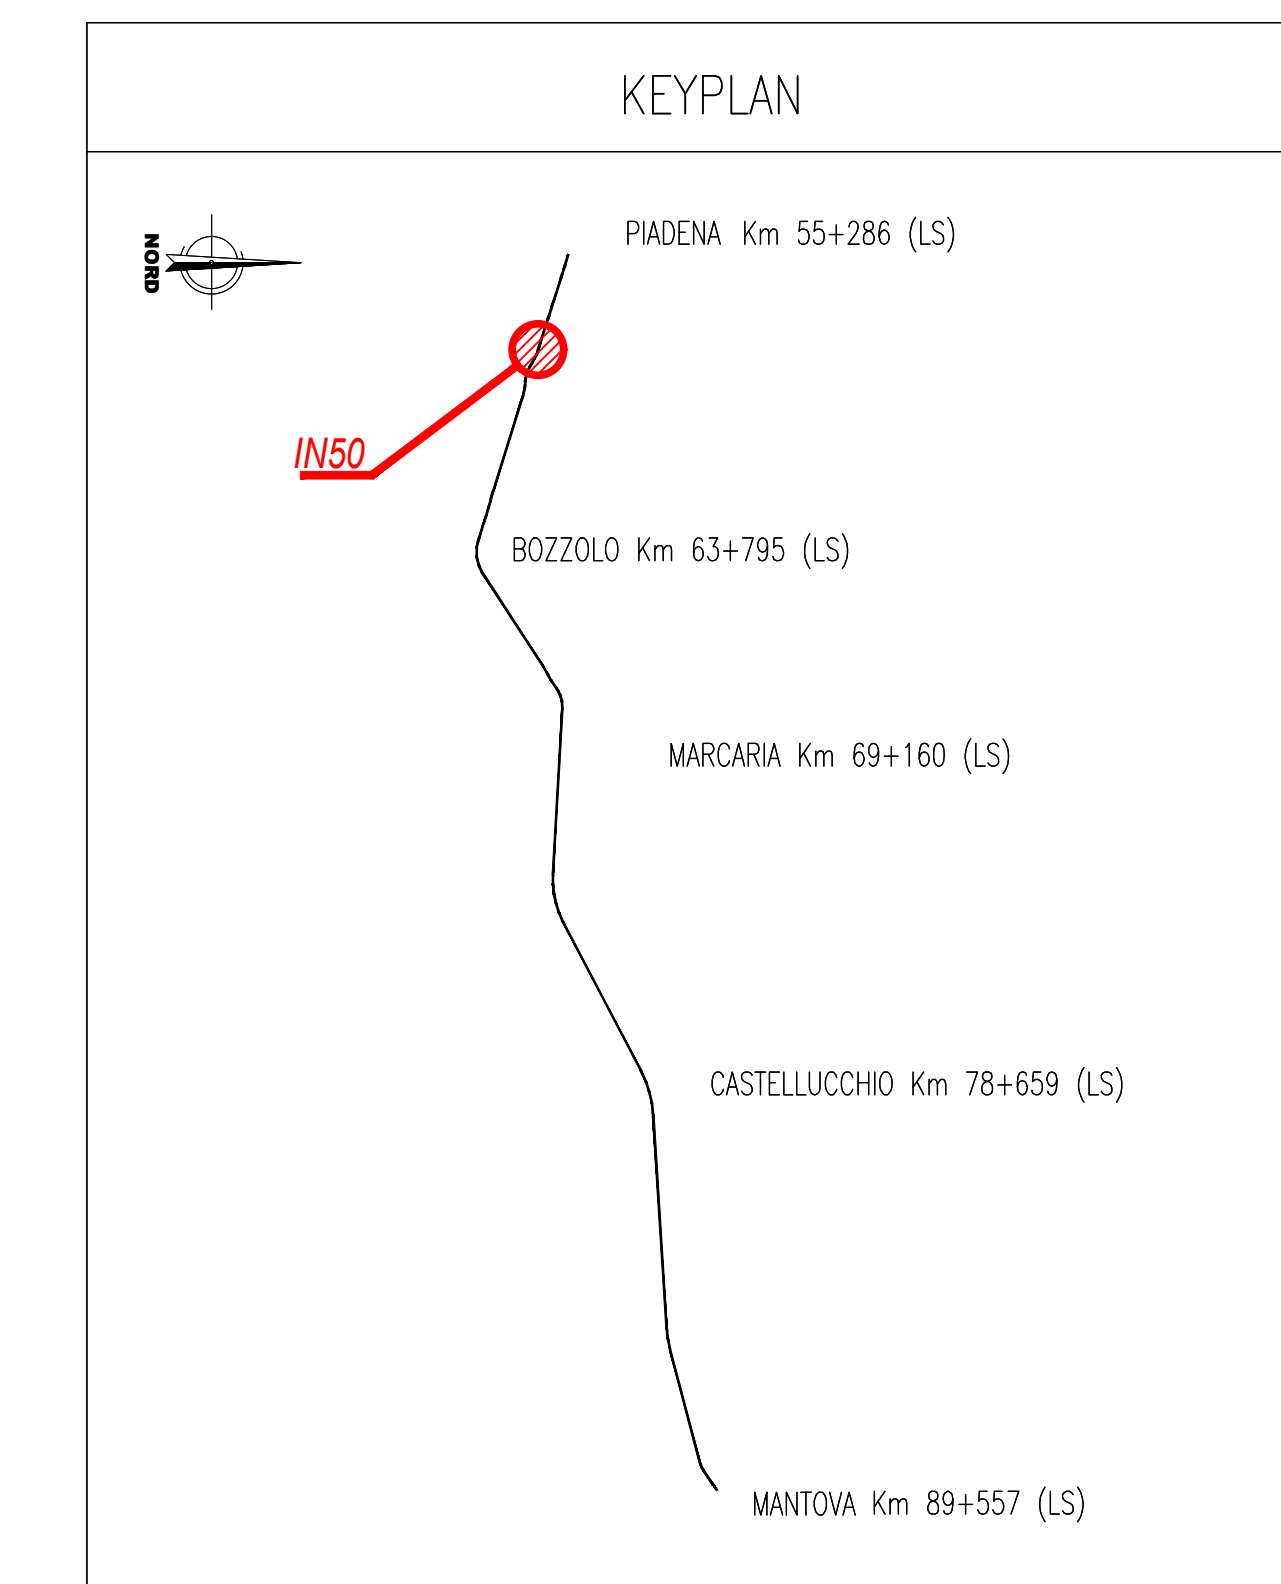 KEYPLAN
NORD
PIADENA Km 55+286 (LS)
IN50
BOZZOLO Km 63+795 (LS)
MARCARIA Km 69+160 (LS)
CASTELLUCCHIO Km 78+659 (LS)
MANTOVA Km 89+557 (LS)